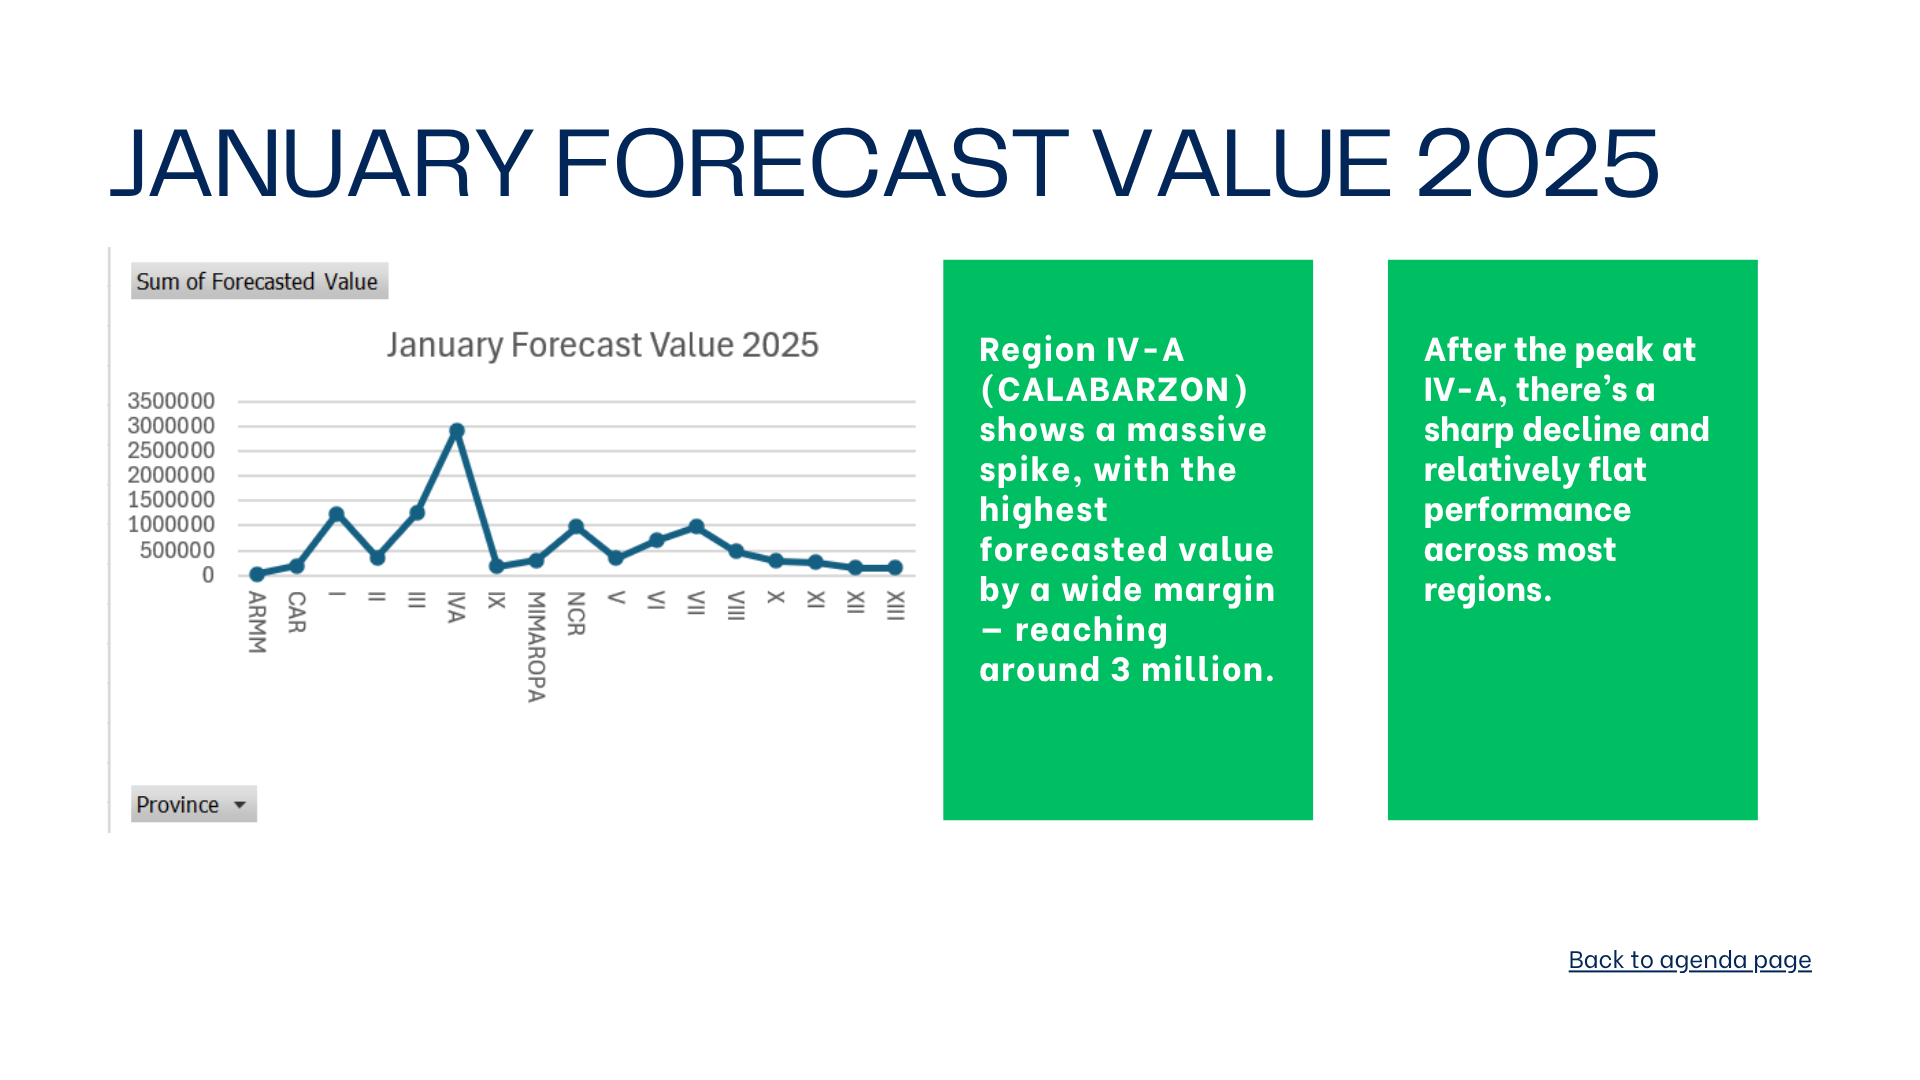 JANUARY FORECAST VALUE 2025
Sum of Forecasted Value
January Forecast Value 2025
3500000
3000000
2500000
2000000
1500000
1000000
500000
0
ARMM
CAR
I
II
III
IVA
IX
MIMAROPA
NCR
V
VI
VII
VIII
X
XI
XII
XIII
Province
Region IV-A
(CALABARZON)
shows a massive
spike, with the
highest
forecasted value
by a wide margin
– reaching
around 3 million.
After the peak at
IV-A, there’s a
sharp decline and
relatively flat
performance
across most
regions.
Back to agenda page